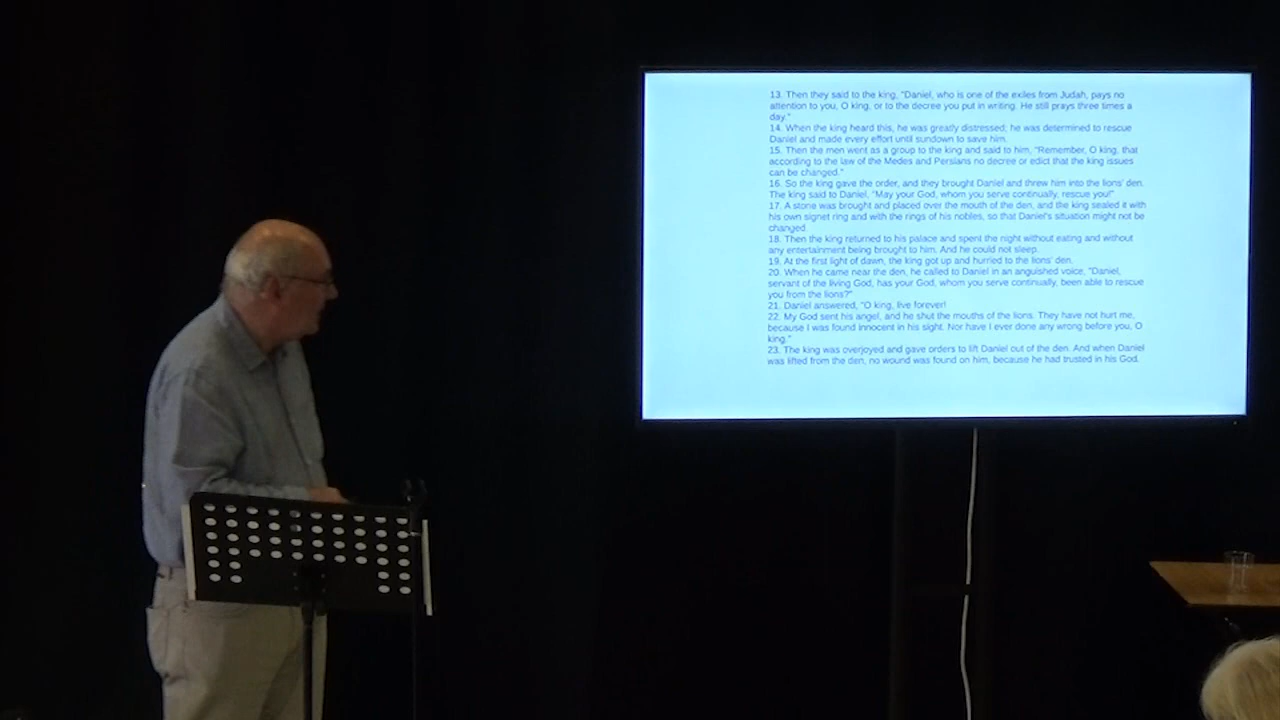 13. Then they said to the king, "Daniel, who is one of the exiles from Judah, pays no
attention to you, O king, or to the decree you put in writing. He still prays three times a
day."
14. When the king heard this, he was greatly distressed; he was determined to rescue
Daniel and made every effort until sundown to save him.
15. Then the men went as a group to the king and said to him, "Remember, O king, that
according to the law of the Medes and Persians no decree or edict that the king issues
can be changed."
16. So the king gave the order, and they brought Daniel and threw him into the lions' den.
The king said to Daniel, "May your God, whom you serve continually, rescue you!"
17. A stone was brought and placed over the mouth of the den, and the king sealed it with
his own signet ring and with the rings of his nobles, so that Daniel's situation might not be
changed.
18. Then the king returned to his palace and spent the night without eating and without
any entertainment being brought to him. And he could not sleep.
19. At the first light of dawn, the king got up and hurried to the lions' den.
20. When he came near the den, he called to Daniel in an anguished voice, "Daniel,
servant of the living God, has your God, whom you serve continually, been able to rescue
you from the lions?"
21. Daniel answered, "O king, live forever!
22. My God sent his angel, and he shut the mouths of the lions. They have not hurt me,
because I was found innocent in his sight. Nor have I ever done any wrong before you, O
king."
23. The king was overjoyed and gave orders to lift Daniel out of the den. And when Daniel
was lifted from the den, no wound was found on him, because he had trusted in his God.